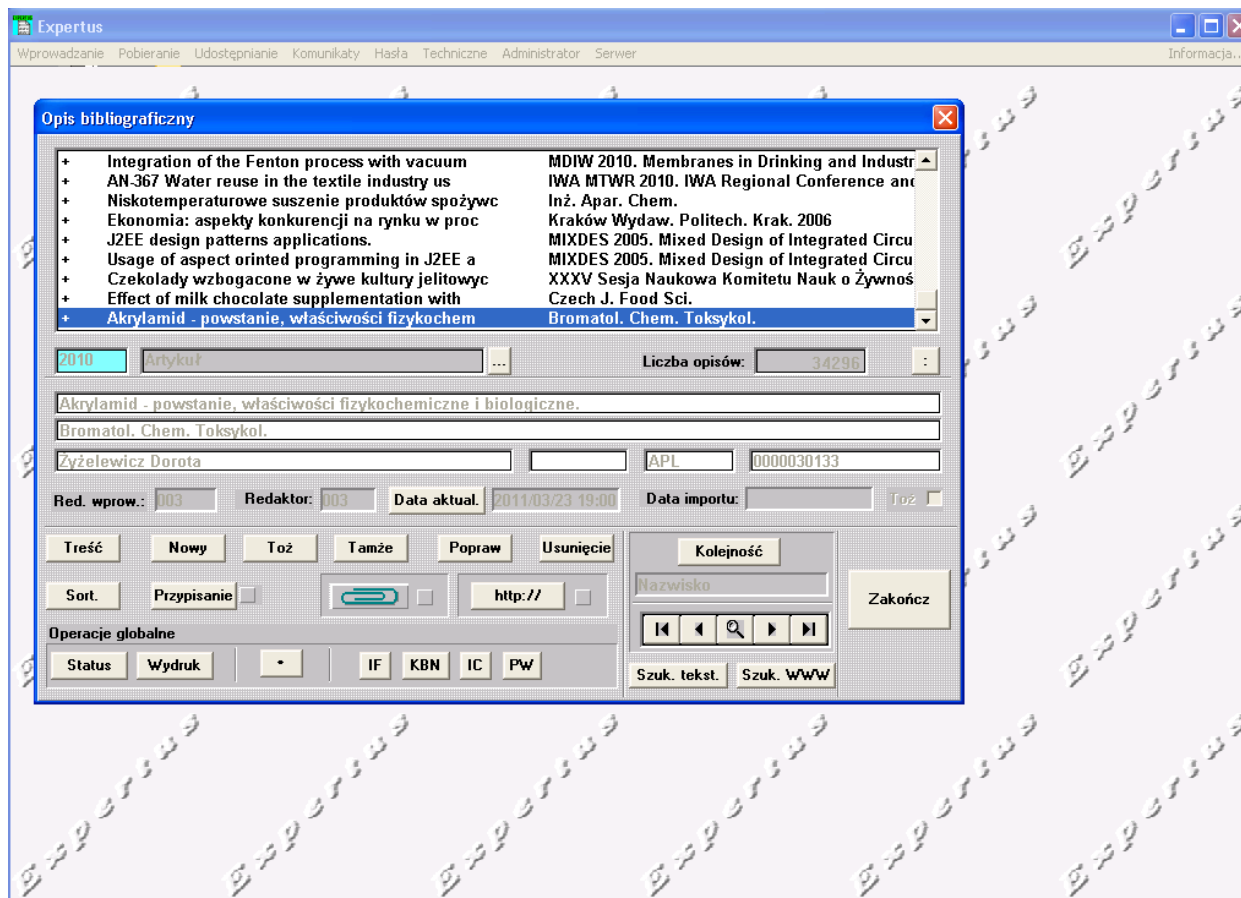 Expertus
Wprowadzanie Pobieranie Udostępnianie Komunikaty Hasła Techniczne Administrator Serwer Informacja..
Opis bibliograficzny
+ Integration of the Fenton process with vacuum MDIW 2010. Membranes in Drinking and Industr
+ AN-367 Water reuse in the textile industry us IWA MTWR 2010. IWA Regional Conference and
+ Niskotemperaturowe suszenie produktów spożywc Inż. Apar. Chem.
+ Ekonomia: aspekty konkurencji na rynku w proc Kraków Wydaw. Politech. Krak. 2006
+ J2EE design patterns applications. MIXDES 2005. Mixed Design of Integrated Circu
+ Usage of aspect orinted programming in J2EE a MIXDES 2005. Mixed Design of Integrated Circu
+ Czekolady wzbogacone w żywe kultury jelitowyc XXXV Sesja Naukowa Komitetu Nauk o Żywnoś
+ Effect of milk chocolate supplementation with Czech J. Food Sci.
+ Akrylamid - powstanie, właściwości fizykochem Bromatol. Chem. Toksykol.
2010 Artykuł ... Liczba opisów: 34296 :
Akrylamid - powstanie, właściwości fizykochemiczne i biologiczne.
Bromatol. Chem. Toksykol.
Żyżelewicz Dorota APL 0000030133
Red. wprow.: 003 Redaktor: 003 Data aktual. 2011/03/23 19:00 Data importu: Toż
Treść Nowy Toż Tamże Popraw Usunięcie Kolejność
Nazwisko
Sort. Przypisanie http:// Zakończ
Operacje globalne
Status Wydruk * IF KBN IC PW Szuk. tekst. Szuk. WWW
Expertus
Expertus
Expertus
Expertus
Expertus
Expertus